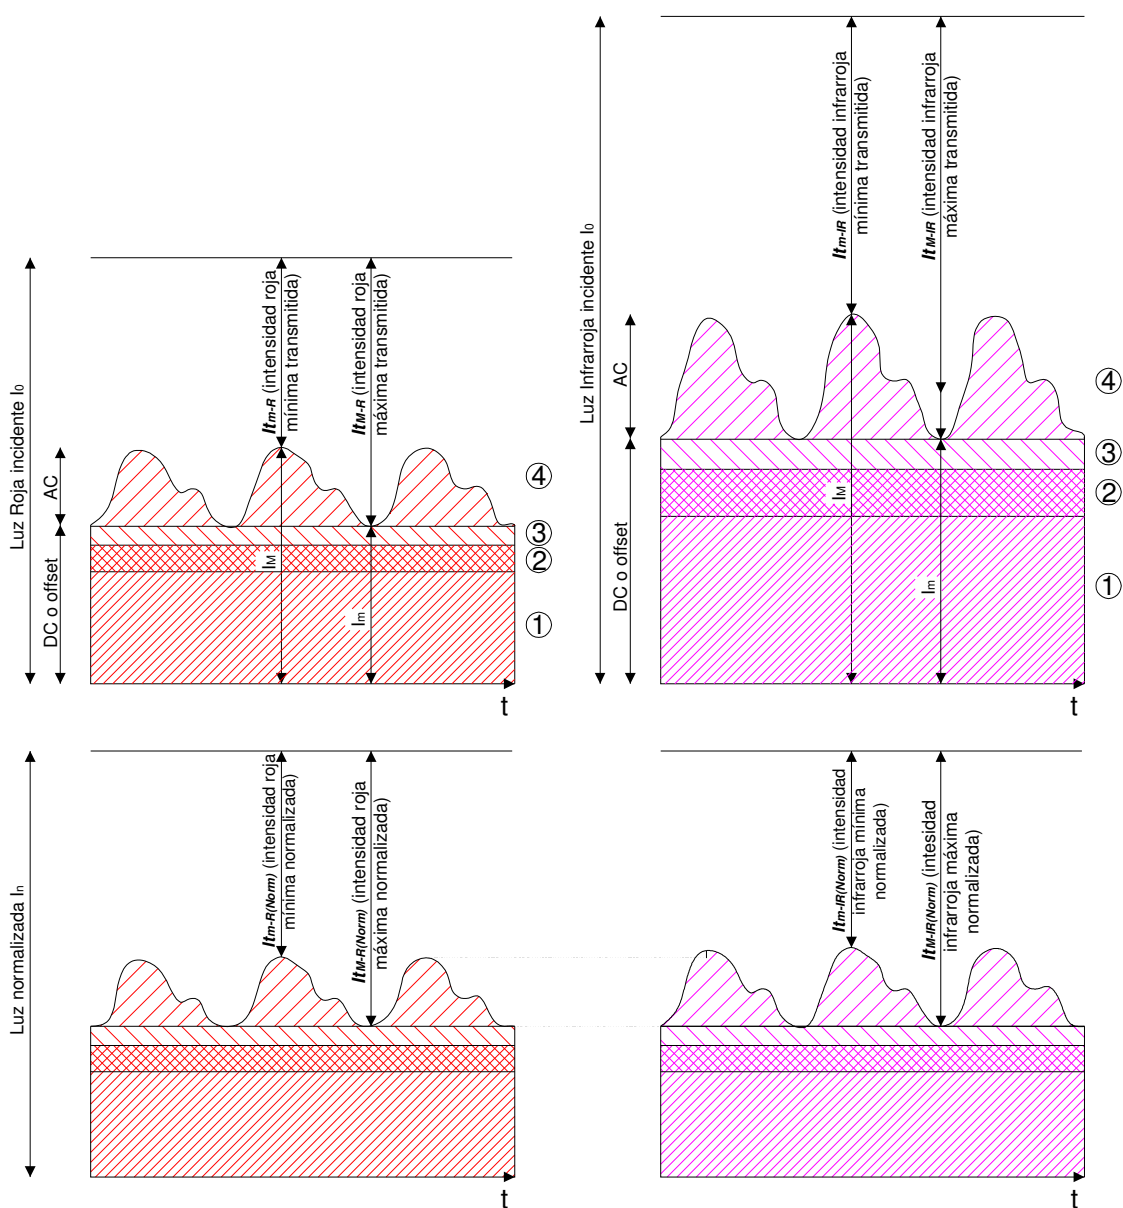 Luz Roja incidente I0
AC
DC o offset
Itm-R (intensidad roja
mínima transmitida)
ItM-R (intensidad roja
máxima transmitida)
IM
Im
4
3
2
1
t
Luz Infrarroja incidente I0
AC
DC o offset
Itm-IR (intensidad infrarroja
mínima transmitida)
ItM-IR (intensidad infrarroja
máxima transmitida)
IM
Im
4
3
2
1
t
Luz normalizada In
Itm-R(Norm) (intensidad roja
mínima normalizada)
ItM-R(Norm) (intensidad roja
máxima normalizada)
t
Itm-IR(Norm) (intensidad
infrarroja mínima
normalizada)
ItM-IR(Norm) (intesidad
infrarroja máxima
normalizada)
t